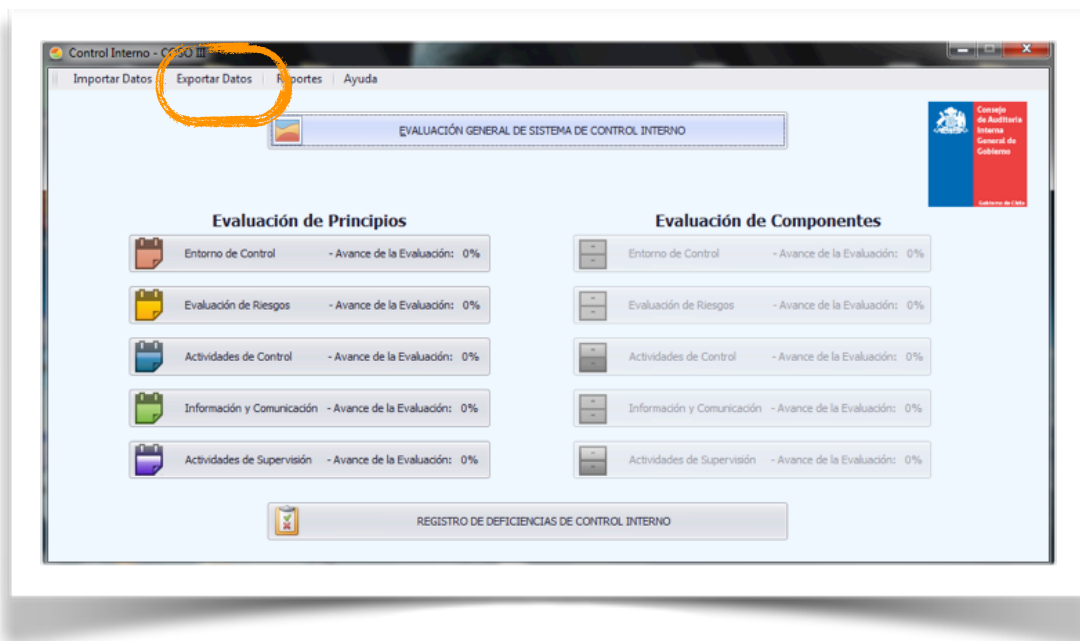 Control Interno - COSO III
Importar Datos Exportar Datos Reportes Ayuda
EVALUACIÓN GENERAL DE SISTEMA DE CONTROL INTERNO
Consejo
de Auditoría
Interna
General de
Gobierno
Gobierno de Chile
Evaluación de Principios
Entorno de Control - Avance de la Evaluación: 0%
Evaluación de Riesgos - Avance de la Evaluación: 0%
Actividades de Control - Avance de la Evaluación: 0%
Información y Comunicación - Avance de la Evaluación: 0%
Actividades de Supervisión - Avance de la Evaluación: 0%
Evaluación de Componentes
Entorno de Control - Avance de la Evaluación: 0%
Evaluación de Riesgos - Avance de la Evaluación: 0%
Actividades de Control - Avance de la Evaluación: 0%
Información y Comunicación - Avance de la Evaluación: 0%
Actividades de Supervisión - Avance de la Evaluación: 0%
REGISTRO DE DEFICIENCIAS DE CONTROL INTERNO